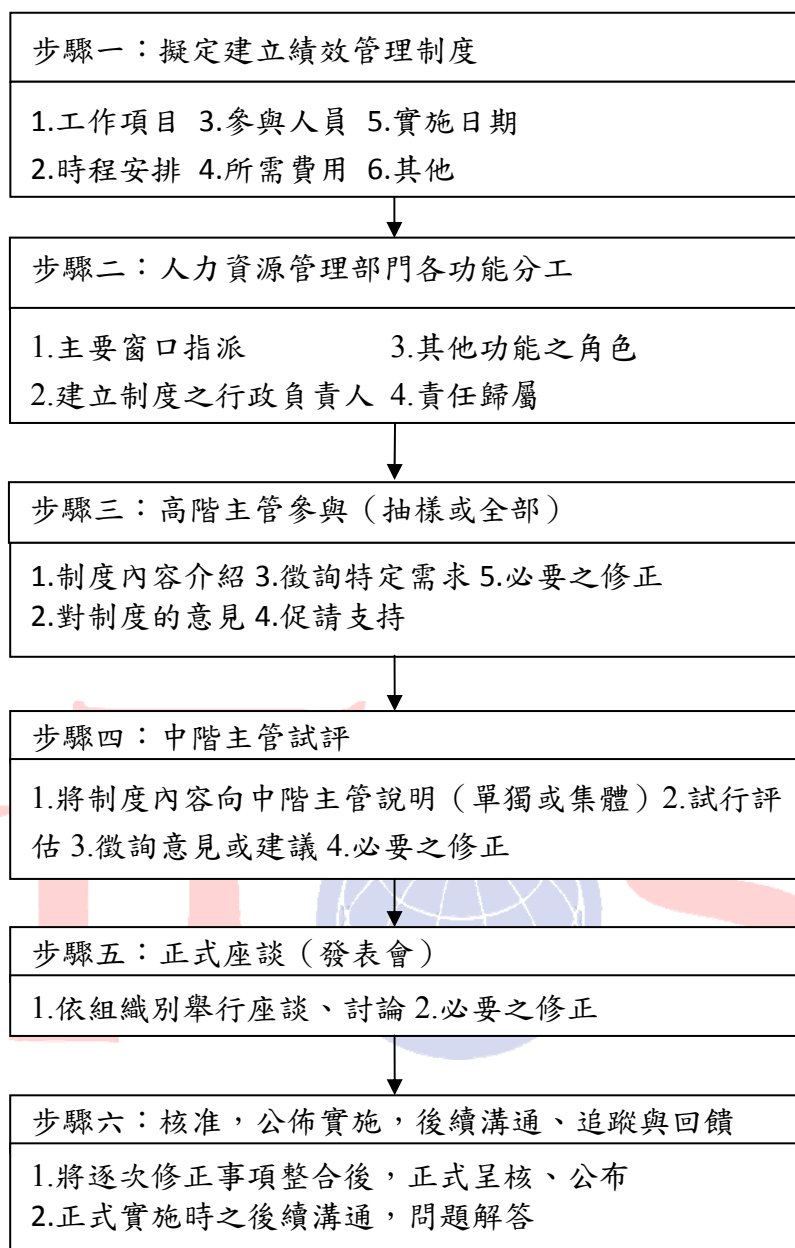 步驟一：擬定建立績效管理制度
1.工作項目 3.參與人員 5.實施日期
2.時程安排 4.所需費用 6.其他
步驟二：人力資源管理部門各功能分工
1.主要窗口指派 3.其他功能之角色
2.建立制度之行政負責人 4.責任歸屬
步驟三：高階主管參與（抽樣或全部）
1.制度內容介紹 3.徵詢特定需求 5.必要之修正
2.對制度的意見 4.促請支持
步驟四：中階主管試評
1.將制度內容向中階主管說明（單獨或集體）2.試行評
估 3.徵詢意見或建議 4.必要之修正
步驟五：正式座談（發表會）
1.依組織別舉行座談、討論 2.必要之修正
步驟六：核准，公佈實施，後續溝通、追蹤與回饋
1.將逐次修正事項整合後，正式呈核、公布
2.正式實施時之後續溝通，問題解答